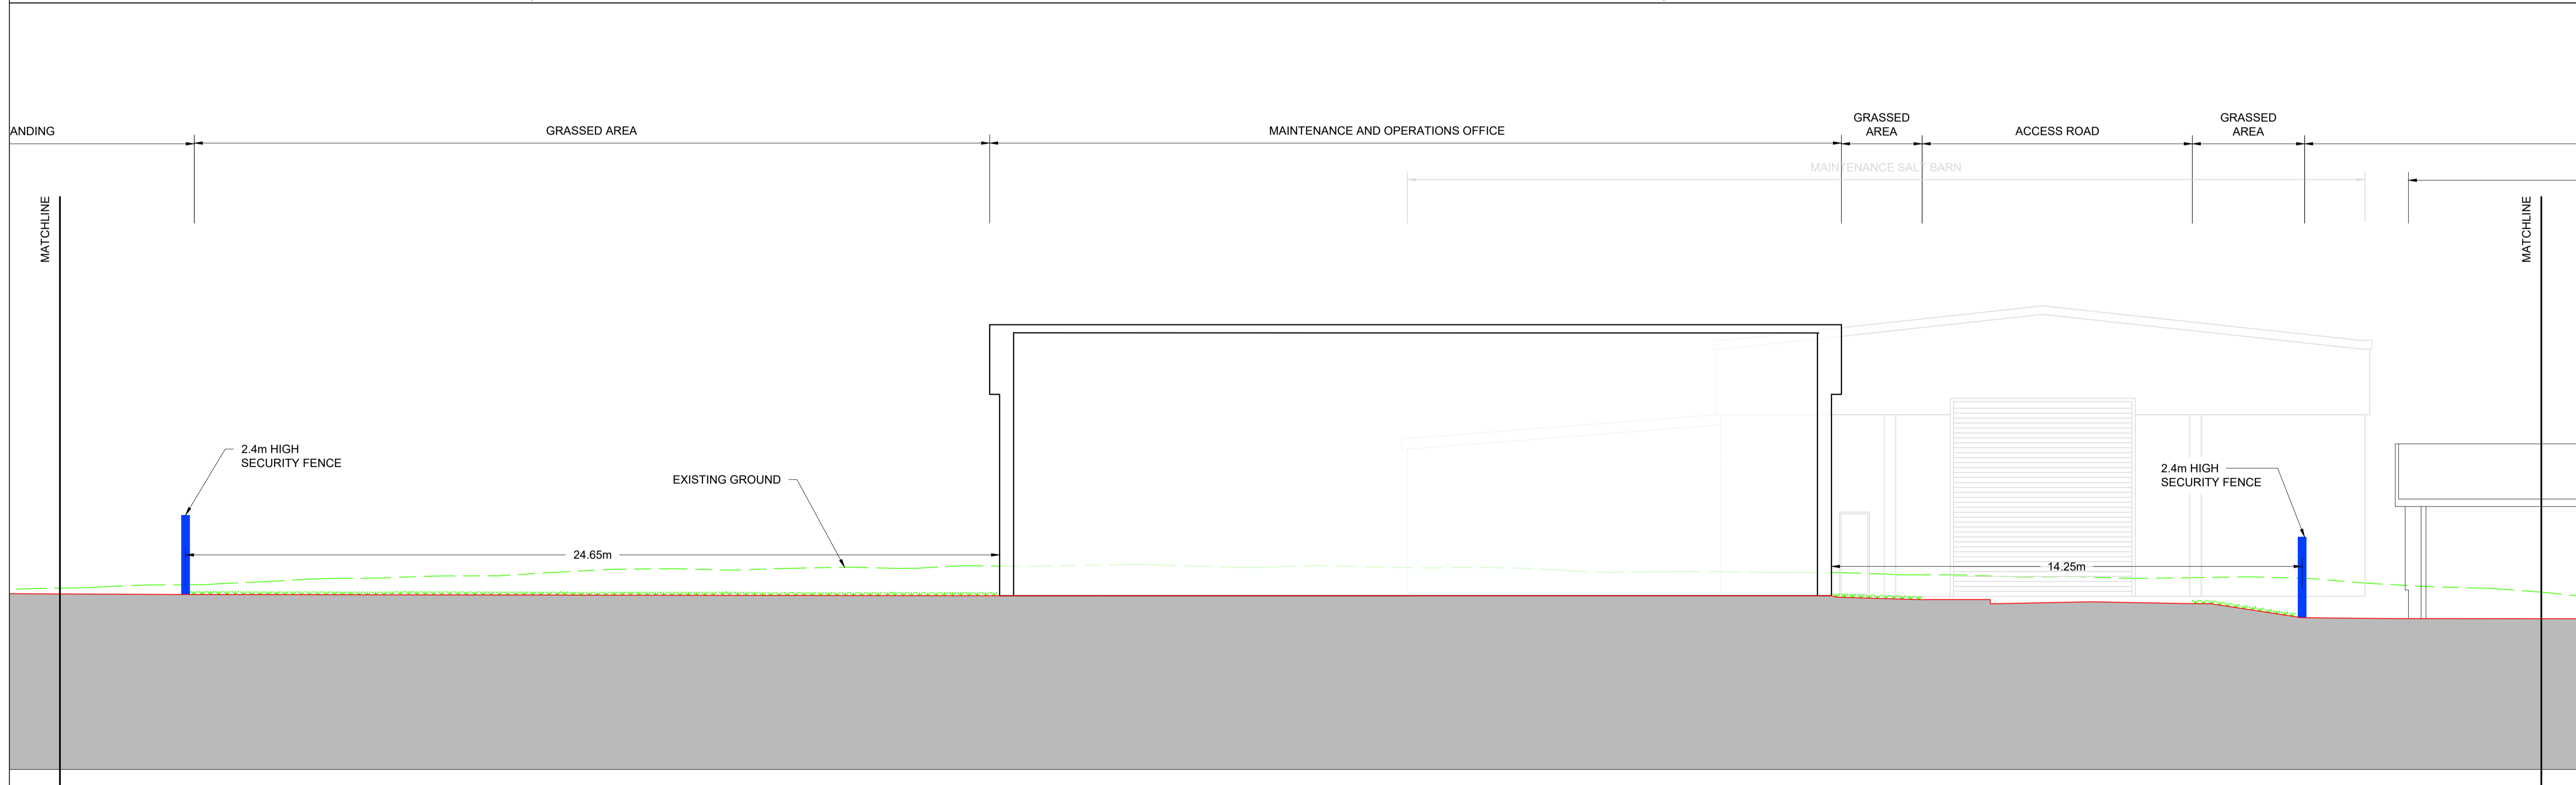 ANDING
GRASSED AREA
MAINTENANCE AND OPERATIONS OFFICE
GRASSED
AREA
ACCESS ROAD
GRASSED
AREA
MAINTENANCE SALT BARN
MATCHLINE
MATCHLINE
2.4m HIGH
SECURITY FENCE
EXISTING GROUND
2.4m HIGH
SECURITY FENCE
24.65m
14.25m